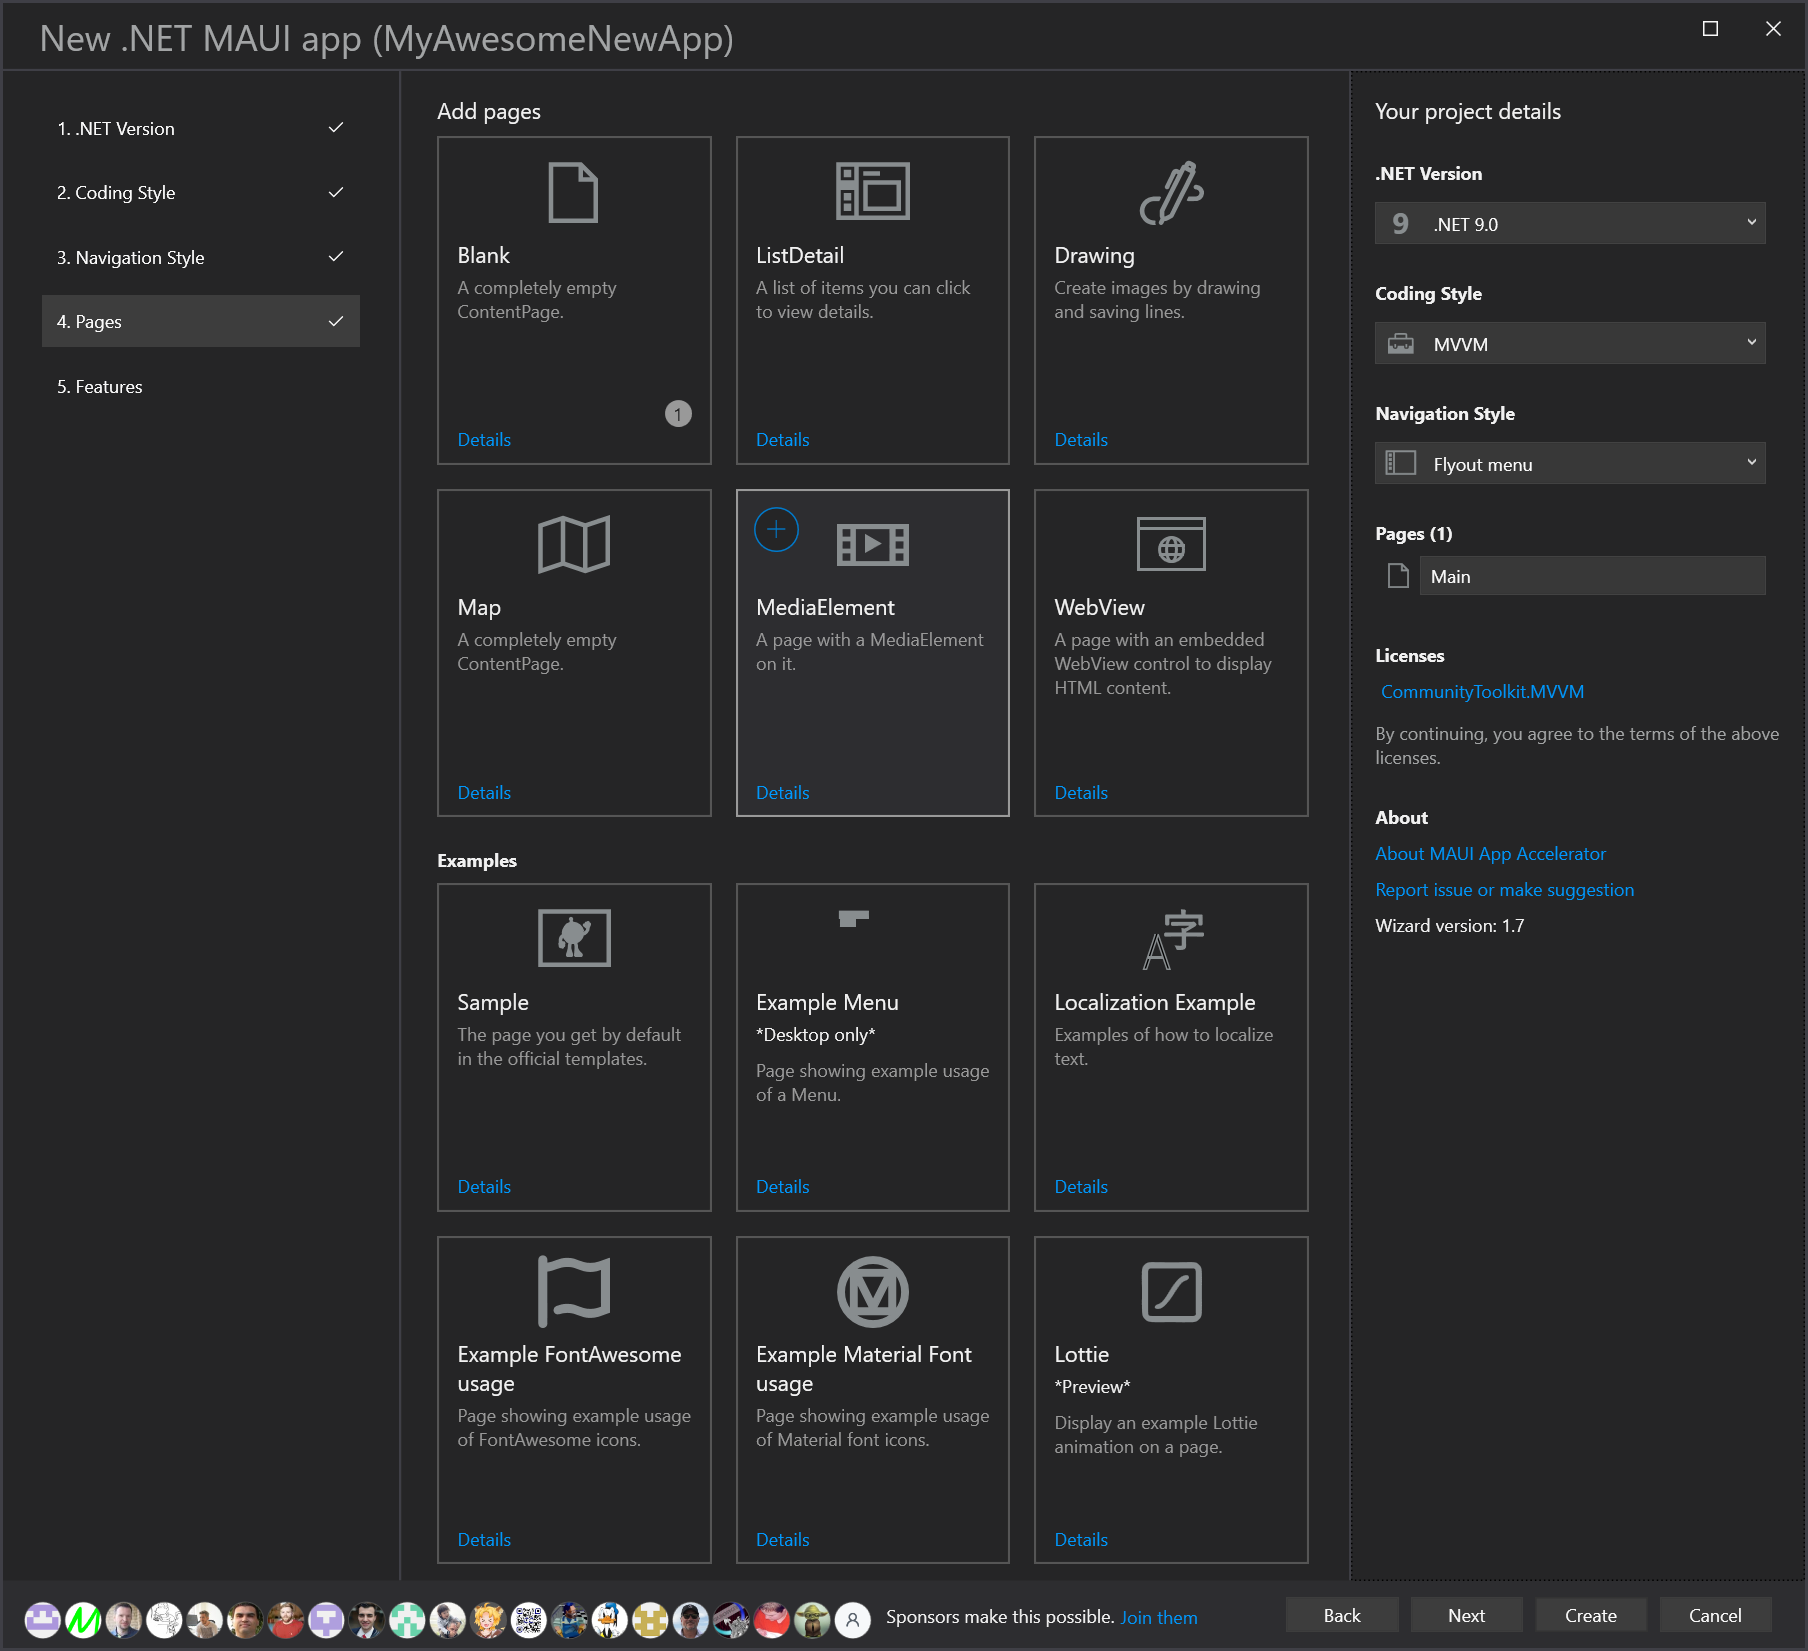 New .NET MAUI app (MyAwesomeNewApp)
1. .NET Version
2. Coding Style
3. Navigation Style
4. Pages
5. Features
Add pages
Blank
A completely empty
ContentPage.
1
Details
ListDetail
A list of items you can click
to view details.
Details
Drawing
Create images by drawing
and saving lines.
Details
Map
A completely empty
ContentPage.
Details
MediaElement
A page with a MediaElement
on it.
Details
WebView
A page with an embedded
WebView control to display
HTML content.
Details
Examples
Sample
The page you get by default
in the official templates.
Details
Example Menu
*Desktop only*
Page showing example usage
of a Menu.
Details
A字
Localization Example
Examples of how to localize
text.
Details
Example FontAwesome
usage
Page showing example usage
of FontAwesome icons.
Details
Example Material Font
usage
Page showing example usage
of Material font icons.
Details
Lottie
*Preview*
Display an example Lottie
animation on a page.
Details
Your project details
.NET Version
9 .NET 9.0
Coding Style
MVVM
Navigation Style
Flyout menu
Pages (1)
Main
Licenses
CommunityToolkit.MVVM
By continuing, you agree to the terms of the above
licenses.
About
About MAUI App Accelerator
Report issue or make suggestion
Wizard version: 1.7
Sponsors make this possible. Join them
Back
Next
Create
Cancel